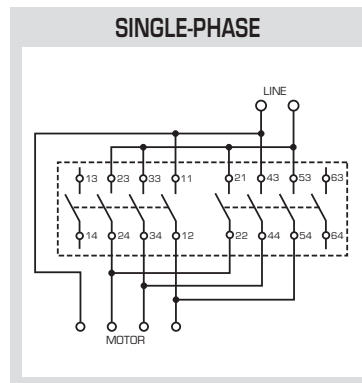 SINGLE-PHASE
LINE
13 23 33 11 21 43 53 63
14 24 34 12 22 44 54 64
MOTOR